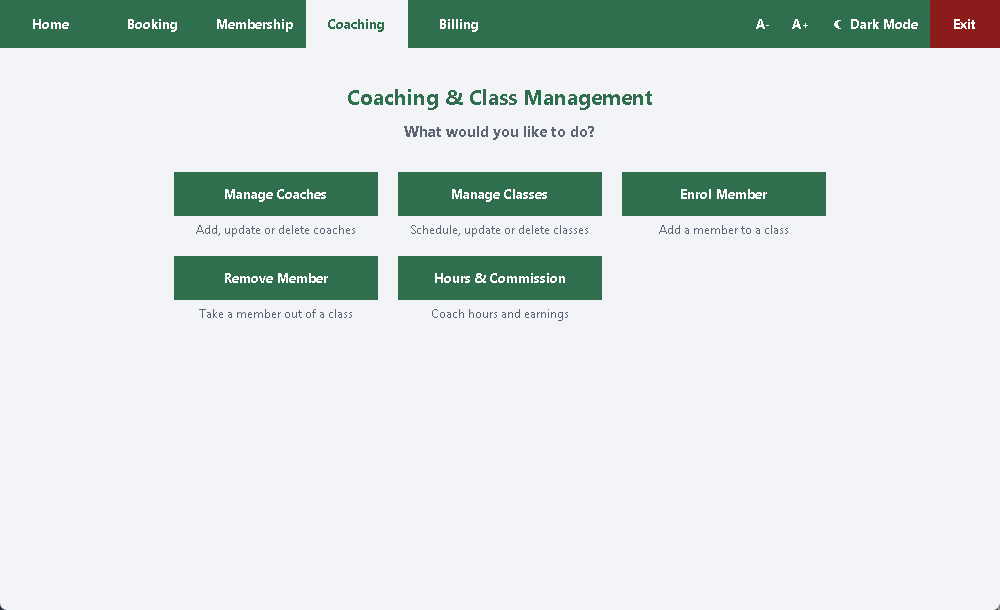 Home Booking Membership Coaching Billing A- A+ ☾ Dark Mode Exit
Coaching & Class Management
What would you like to do?
Manage Coaches Manage Classes Enrol Member
Add, update or delete coaches Schedule, update or delete classes Add a member to a class
Remove Member Hours & Commission
Take a member out of a class Coach hours and earnings